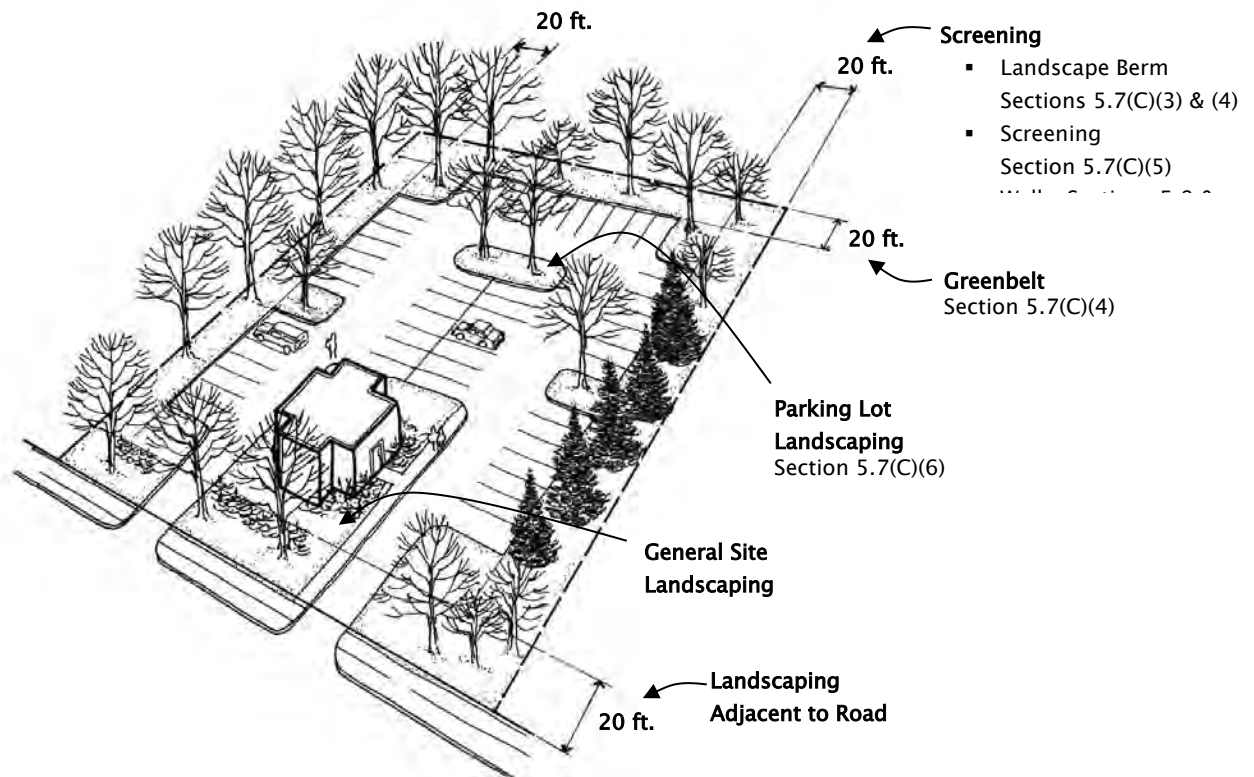 20 ft.
20 ft.
Screening
▪ Landscape Berm
Sections 5.7(C)(3) & (4)
▪ Screening
Section 5.7(C)(5)
20 ft.
Greenbelt
Section 5.7(C)(4)
Parking Lot
Landscaping
Section 5.7(C)(6)
General Site
Landscaping
Landscaping
Adjacent to Road
20 ft.